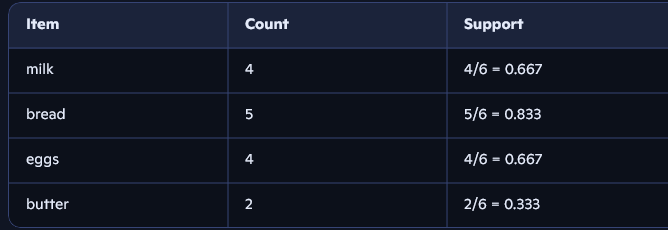 Item Count Support
milk 4 4/6 = 0.667
bread 5 5/6 = 0.833
eggs 4 4/6 = 0.667
butter 2 2/6 = 0.333